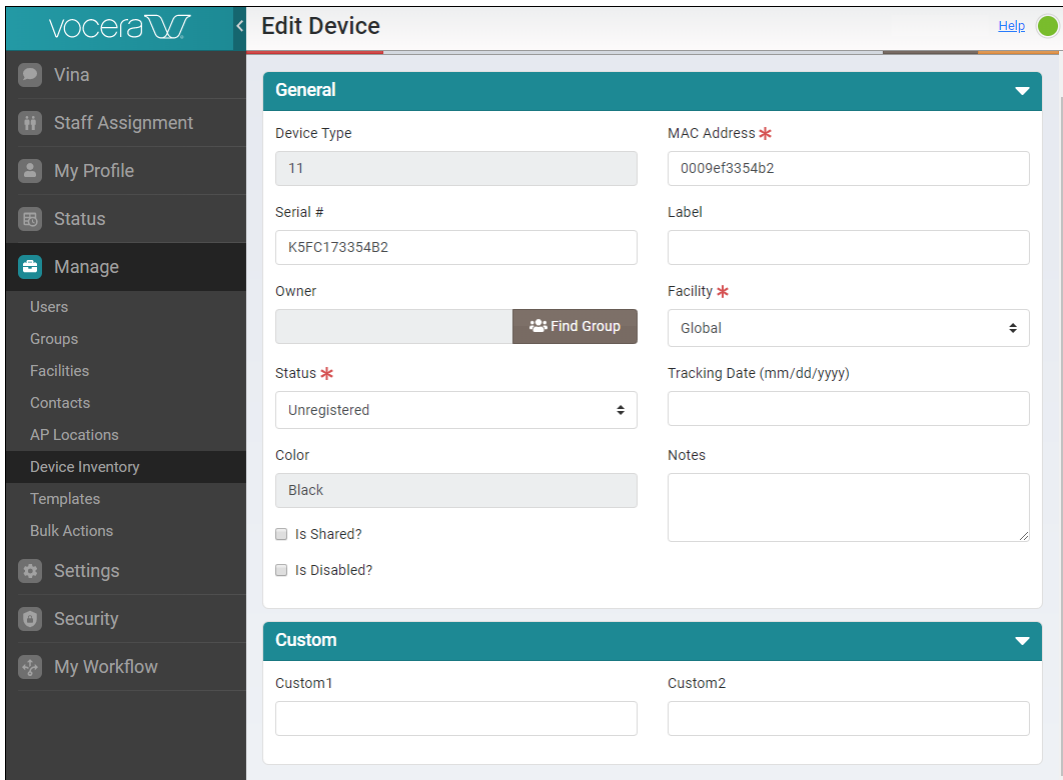 vocera
Edit Device
Help
Vina
Staff Assignment
My Profile
Status
Manage
Users
Groups
Facilities
Contacts
AP Locations
Device Inventory
Templates
Bulk Actions
Settings
Security
My Workflow
General
Device Type
MAC Address *
11
0009ef3354b2
Serial #
Label
K5FC173354B2
Owner
Facility *
Find Group
Global
Status *
Tracking Date (mm/dd/yyyy)
Unregistered
Color
Notes
Black
Is Shared?
Is Disabled?
Custom
Custom1
Custom2